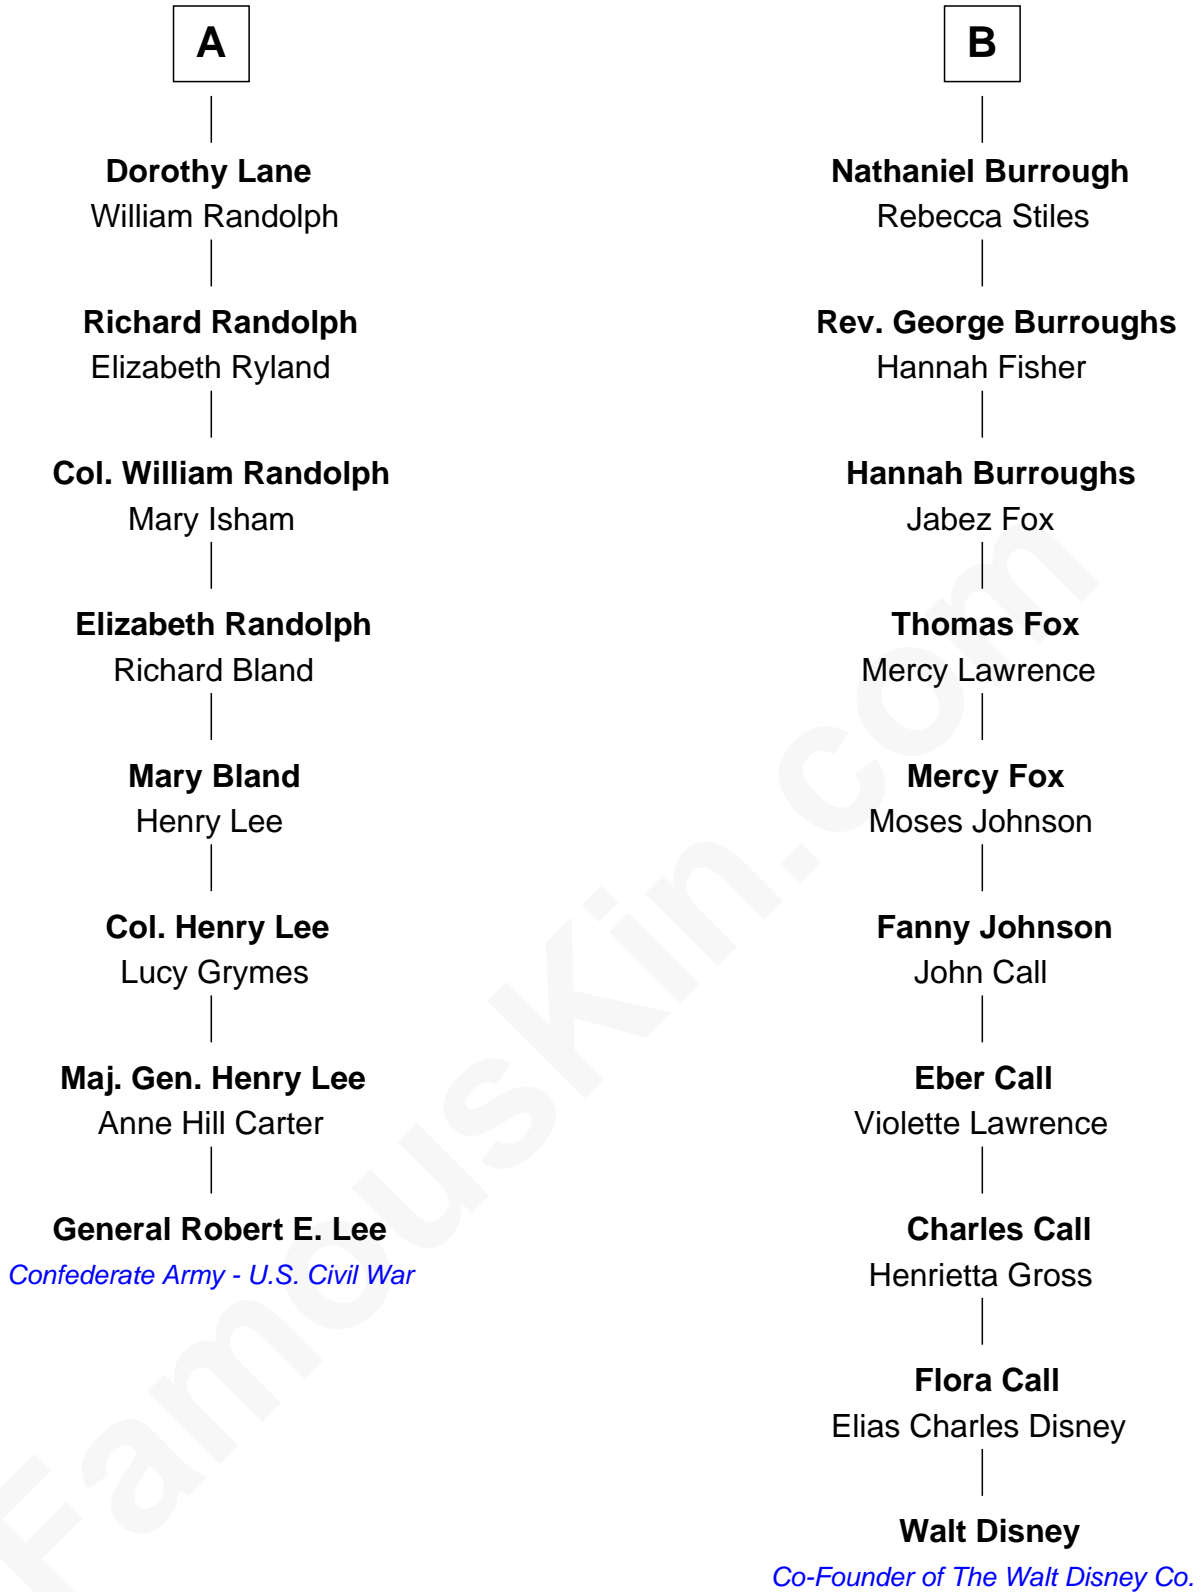 A
Dorothy Lane
William Randolph
Richard Randolph
Elizabeth Ryland
Col. William Randolph
Mary Isham
Elizabeth Randolph
Richard Bland
Mary Bland
Henry Lee
Col. Henry Lee
Lucy Grymes
Maj. Gen. Henry Lee
Anne Hill Carter
General Robert E. Lee
Confederate Army - U.S. Civil War
B
Nathaniel Burrough
Rebecca Stiles
Rev. George Burroughs
Hannah Fisher
Hannah Burroughs
Jabez Fox
Thomas Fox
Mercy Lawrence
Mercy Fox
Moses Johnson
Fanny Johnson
John Call
Eber Call
Violette Lawrence
Charles Call
Henrietta Gross
Flora Call
Elias Charles Disney
Walt Disney
Co-Founder of The Walt Disney Co.
FamousKin.com